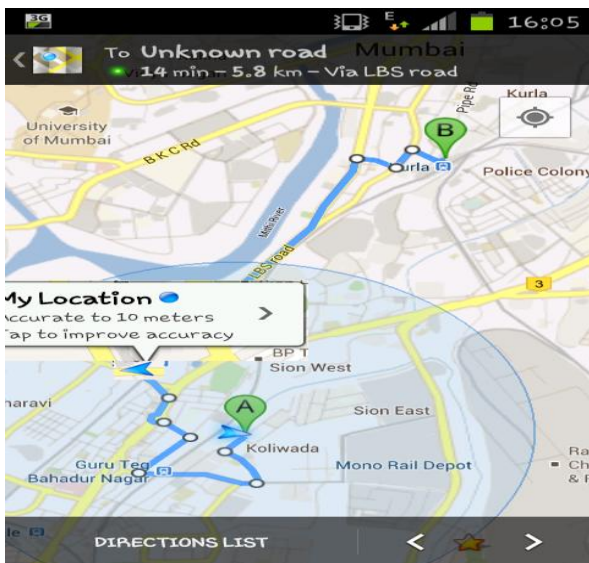 3G
E
16:05
To Unknown road
14 min - 5.8 km - Via LBS road
Mumbai
Kurla
Pipe Rd
University
of Mumbai
BKC Rd
B
urla
Police Colony
Mithi River
LBS road
3
My Location
Accurate to 10 meters
Tap to improve accuracy
BPT
Sion West
haravi
A
Sion East
Koliwada
Guru Teg
Bahadur Nagar
Mono Rail Depot
Ra
Ch
& F
le
DIRECTIONS LIST